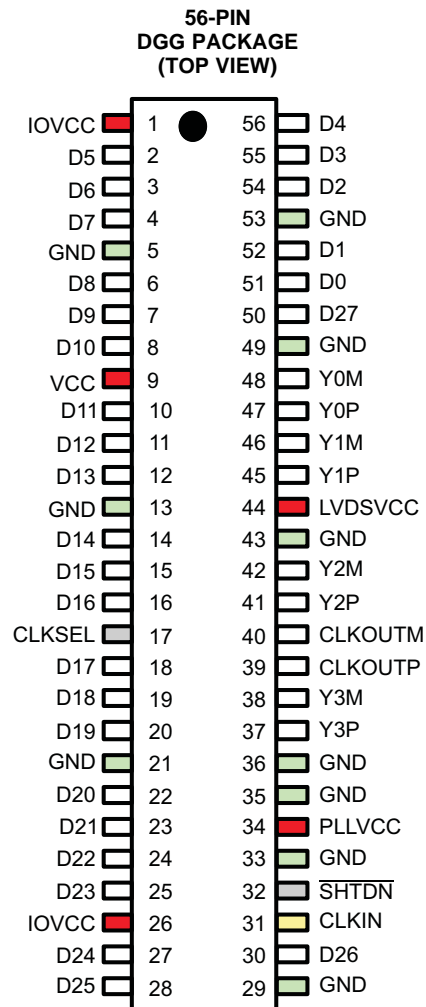 56-PIN
DGG PACKAGE
(TOP VIEW)
IOVCC 1 56 D4
D5 2 55 D3
D6 3 54 D2
D7 4 53 GND
GND 5 52 D1
D8 6 51 D0
D9 7 50 D27
D10 8 49 GND
VCC 9 48 Y0M
D11 10 47 Y0P
D12 11 46 Y1M
D13 12 45 Y1P
GND 13 44 LVDSVCC
D14 14 43 GND
D15 15 42 Y2M
D16 16 41 Y2P
CLKSEL 17 40 CLKOUTM
D17 18 39 CLKOUTP
D18 19 38 Y3M
D19 20 37 Y3P
GND 21 36 GND
D20 22 35 GND
D21 23 34 PLLVCC
D22 24 33 GND
D23 25 32 SHTDN
IOVCC 26 31 CLKIN
D24 27 30 D26
D25 28 29 GND